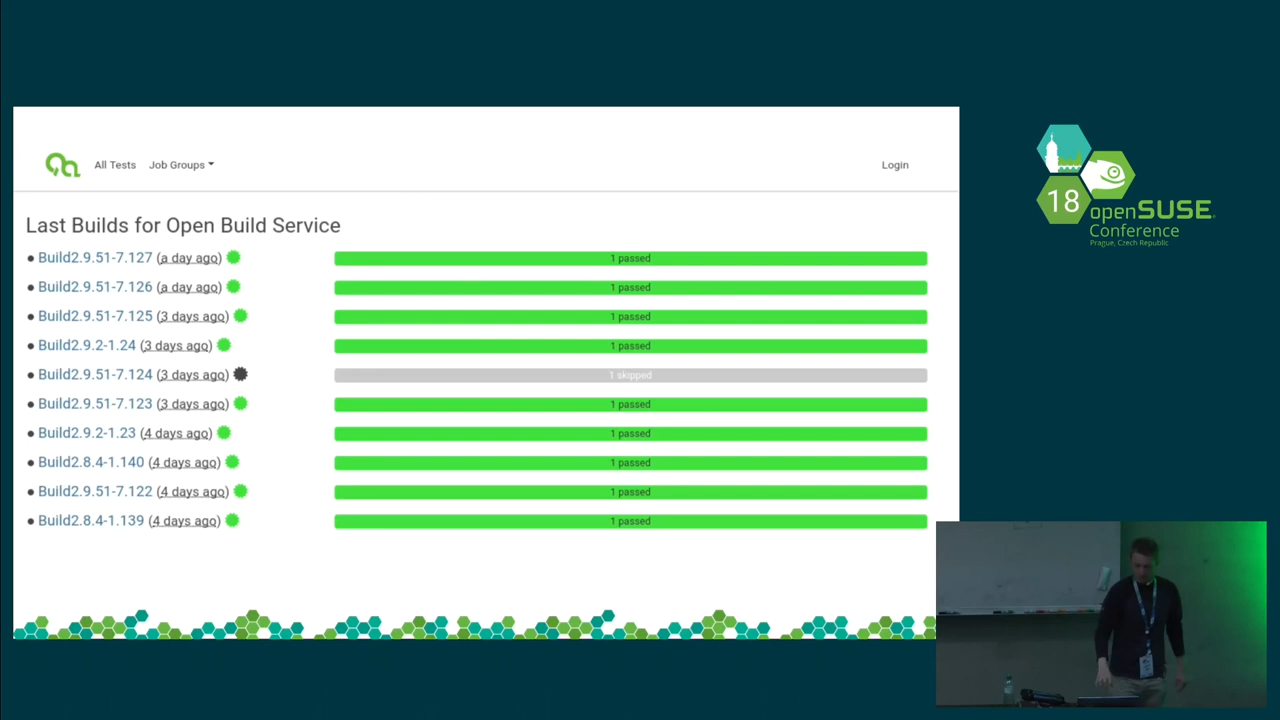 All Tests Job Groups Login
Last Builds for Open Build Service
Build2.9.51-7.127 (a day ago) 1 passed
Build2.9.51-7.126 (a day ago) 1 passed
Build2.9.51-7.125 (3 days ago) 1 passed
Build2.9.2-1.24 (3 days ago) 1 passed
Build2.9.51-7.124 (3 days ago) 1 skipped
Build2.9.51-7.123 (3 days ago) 1 passed
Build2.9.2-1.23 (4 days ago) 1 passed
Build2.8.4-1.140 (4 days ago) 1 passed
Build2.9.51-7.122 (4 days ago) 1 passed
Build2.8.4-1.139 (4 days ago) 1 passed
18
openSUSE
Conference
Prague, Czech Republic